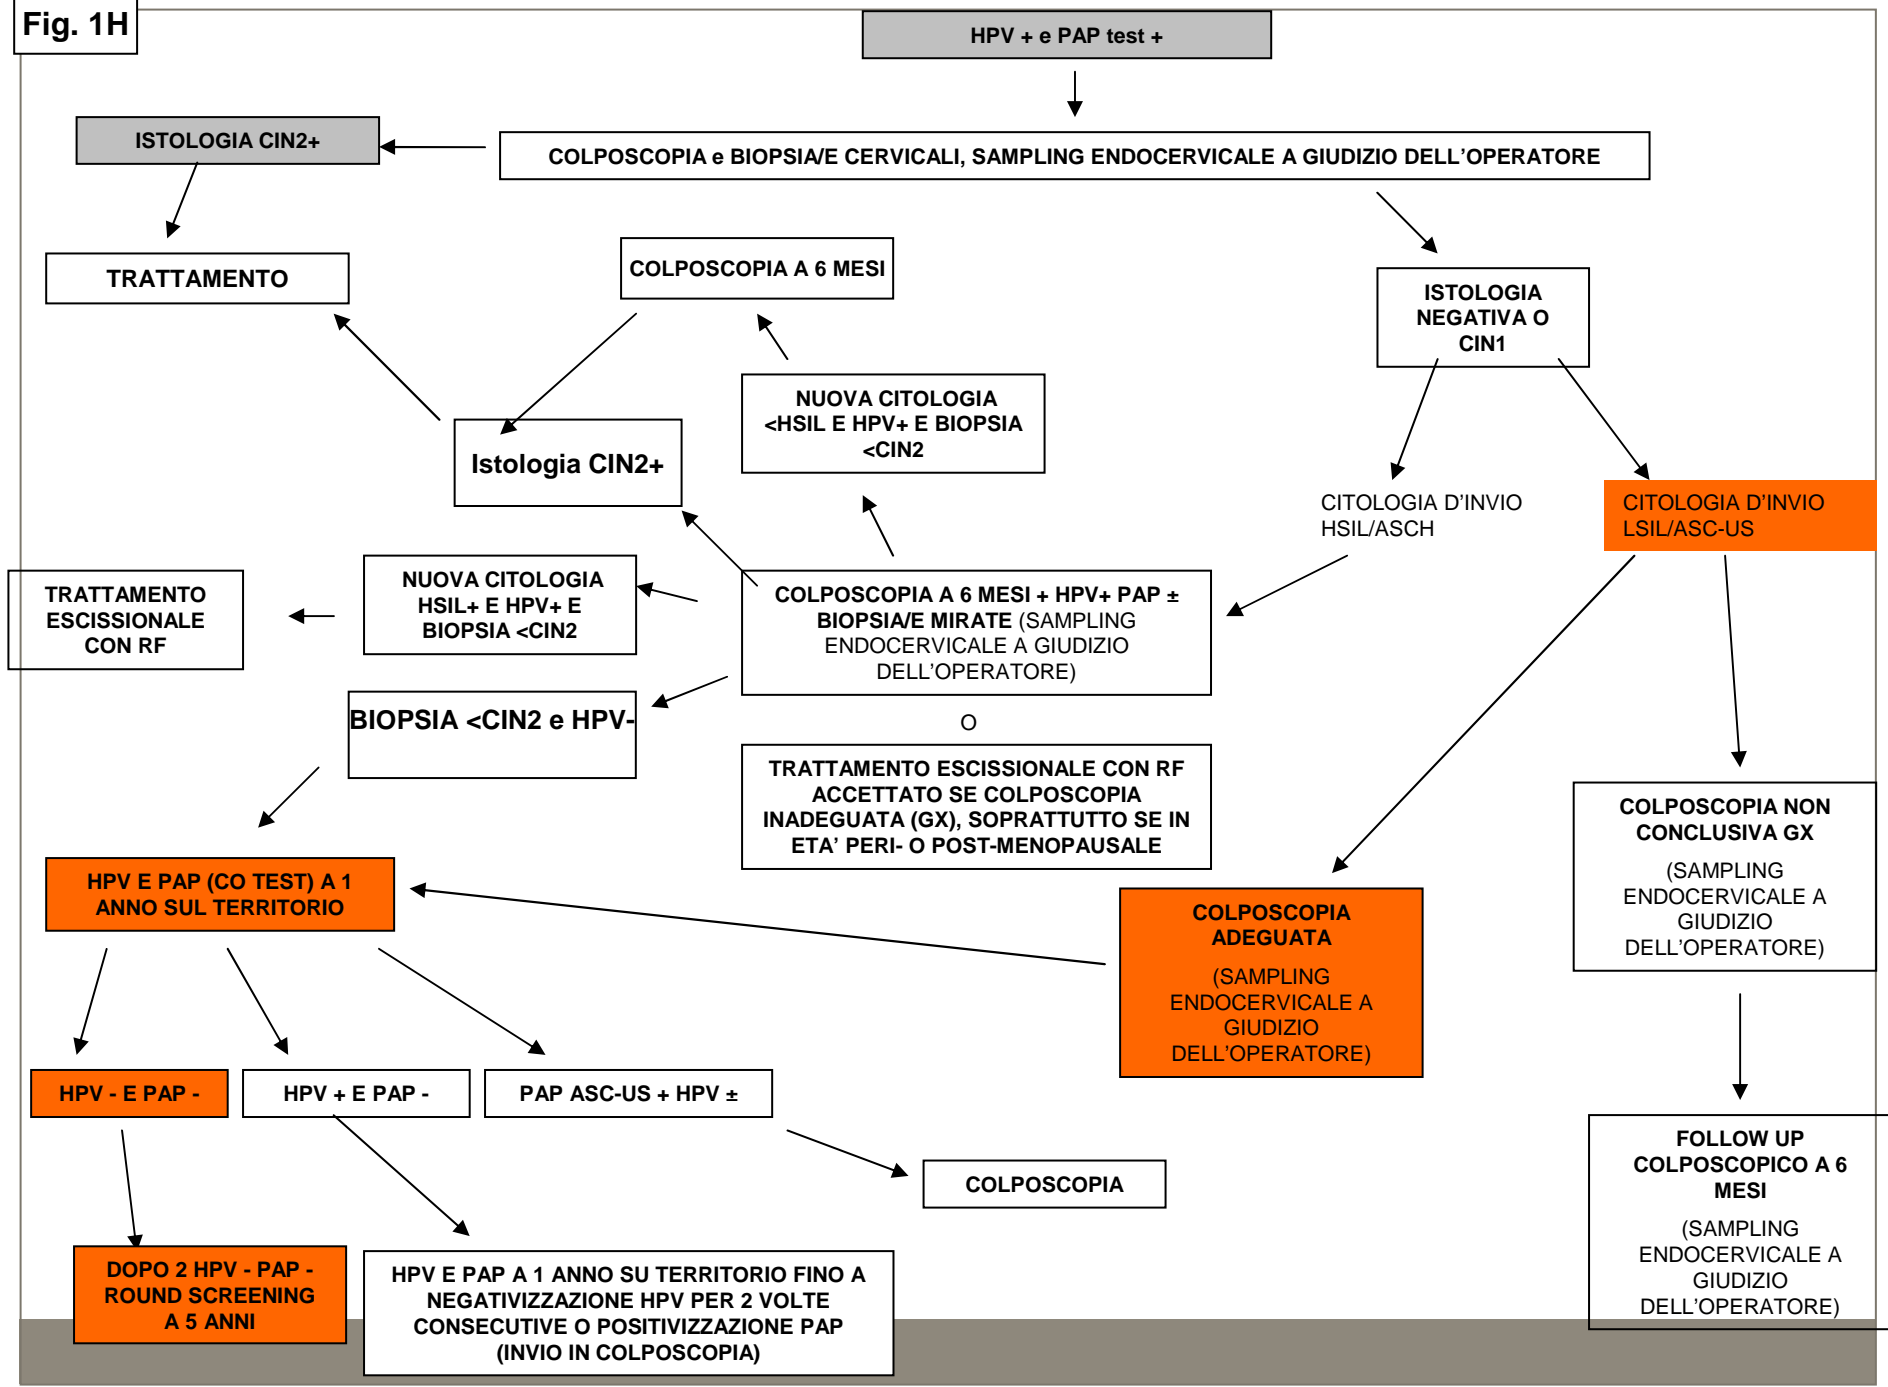 Fig. 1H
HPV + e PAP test +
ISTOLOGIA CIN2+
COLPOSCOPIA e BIOPSIA/E CERVICALI, SAMPLING ENDOCERVICALE A GIUDIZIO DELL'OPERATORE
TRATTAMENTO
COLPOSCOPIA A 6 MESI
ISTOLOGIA
NEGATIVA O
CIN1
NUOVA CITOLOGIA
<HSIL E HPV+ E BIOPSIA
<CIN2
Istologia CIN2+
CITOLOGIA D'INVIO
HSIL/ASCH
CITOLOGIA D'INVIO
LSIL/ASC-US
TRATTAMENTO
ESCISSIONALE
CON RF
NUOVA CITOLOGIA
HSIL+ E HPV+ E
BIOPSIA <CIN2
COLPOSCOPIA A 6 MESI + HPV+ PAP ±
BIOPSIA/E MIRATE (SAMPLING
ENDOCERVICALE A GIUDIZIO
DELL'OPERATORE)
BIOPSIA <CIN2 e HPV-
O
TRATTAMENTO ESCISSIONALE CON RF
ACCETTATO SE COLPOSCOPIA
INADEGUATA (GX), SOPRATTUTTO SE IN
ETA' PERI- O POST-MENOPAUSALE
COLPOSCOPIA NON
CONCLUSIVA GX
(SAMPLING
ENDOCERVICALE A
GIUDIZIO
DELL'OPERATORE)
HPV E PAP (CO TEST) A 1
ANNO SUL TERRITORIO
COLPOSCOPIA
ADEGUATA
(SAMPLING
ENDOCERVICALE A
GIUDIZIO
DELL'OPERATORE)
HPV - E PAP -
HPV + E PAP -
PAP ASC-US + HPV ±
COLPOSCOPIA
FOLLOW UP
COLPOSCOPICO A 6
MESI
(SAMPLING
ENDOCERVICALE A
GIUDIZIO
DELL'OPERATORE)
DOPO 2 HPV - PAP -
ROUND SCREENING
A 5 ANNI
HPV E PAP A 1 ANNO SU TERRITORIO FINO A
NEGATIVIZZAZIONE HPV PER 2 VOLTE
CONSECUTIVE O POSITIVIZZAZIONE PAP
(INVIO IN COLPOSCOPIA)